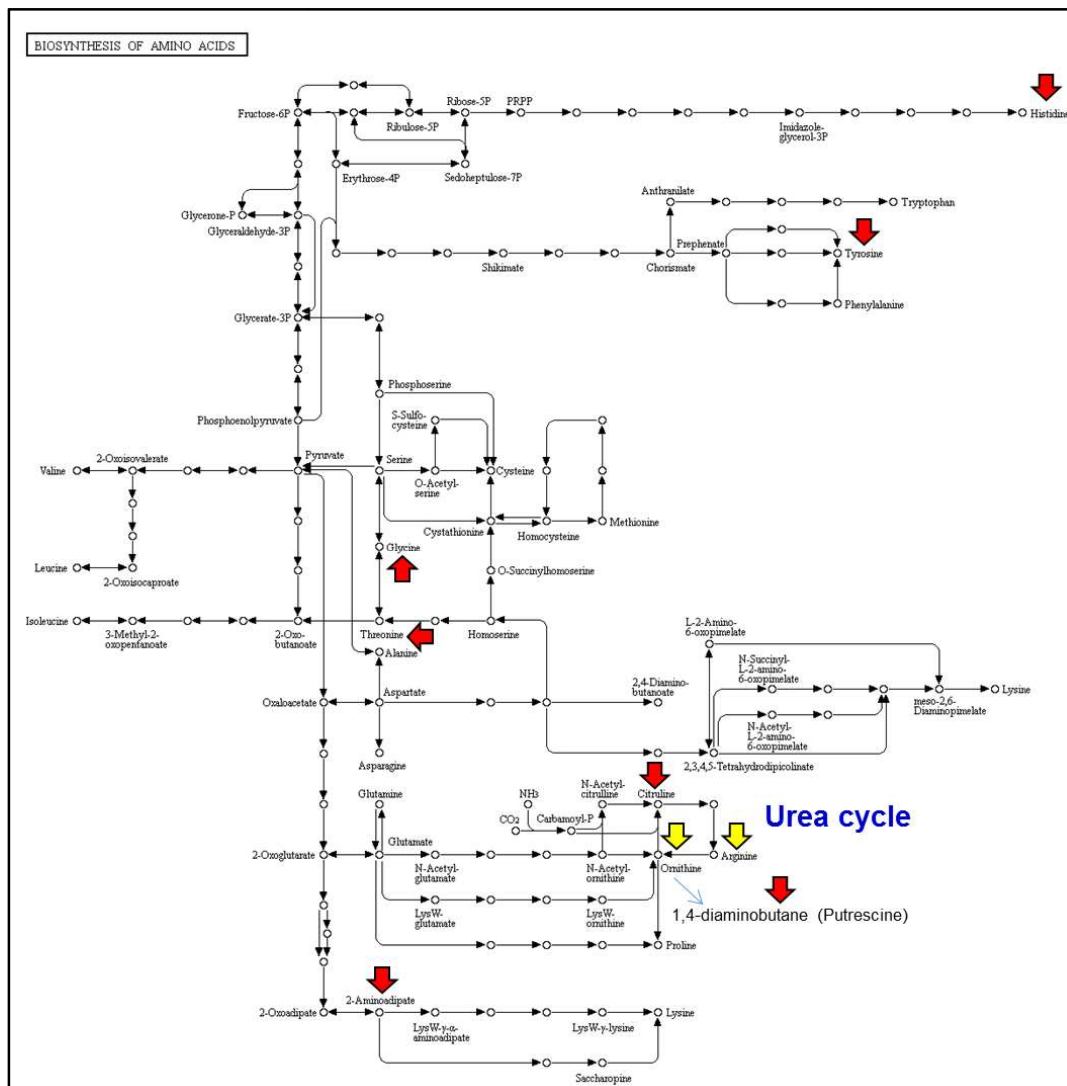 BIOSYNTHESIS OF AMINO ACIDS
Fructose-6P
Ribulose-5P
Ribose-5P
PRPP
Imidazole-
glycerol-3P
Histidine
Erythrose-4P
Sedoheptulose-7P
Glycerone-P
Glyceraldehyde-3P
Anthranilate
Tryptophan
Shikimate
Chorismate
Prephenate
Tyrosine
Phenylalanine
Glycerate-3P
Phosphoserine
Phosphoenolpyruvate
S-Sulfo-
cysteine
Valine
2-Oxoisovalerate
Pyruvate
Serine
O-Acetyl-
serine
Cysteine
Cystathionine
Homocysteine
Methionine
Glycine
Leucine
2-Oxoisocaproate
O-Succinylhomoserine
Isoleucine
3-Methyl-2-
oxopentanoate
2-Oxo-
butanoate
Threonine
Homoserine
Alanine
L-2-Amino-
6-oxopimelate
N-Succinyl-
L-2-amino-
6-oxopimelate
2,4-Diamino-
butanoate
Oxaloacetate
Aspartate
Lysine
meso-2,6-
Diaminopimelate
N-Acetyl-
L-2-amino-
6-oxopimelate
2,3,4,5-Tetrahydrodipicolinate
Asparagine
Glutamine
NH3
N-Acetyl-
citrulline
Citruline
CO2
Carbamoyl-P
Urea cycle
2-Oxoglutarate
Glutamate
N-Acetyl-
glutamate
N-Acetyl-
ornithine
Ornithine
Arginine
LysW-
glutamate
LysW-
ornithine
1,4-diaminobutane (Putrescine)
Proline
2-Oxoadipate
2-Aminoadipate
LysW-γ-α-
aminoadipate
LysW-γ-lysine
Lysine
Saccharopine